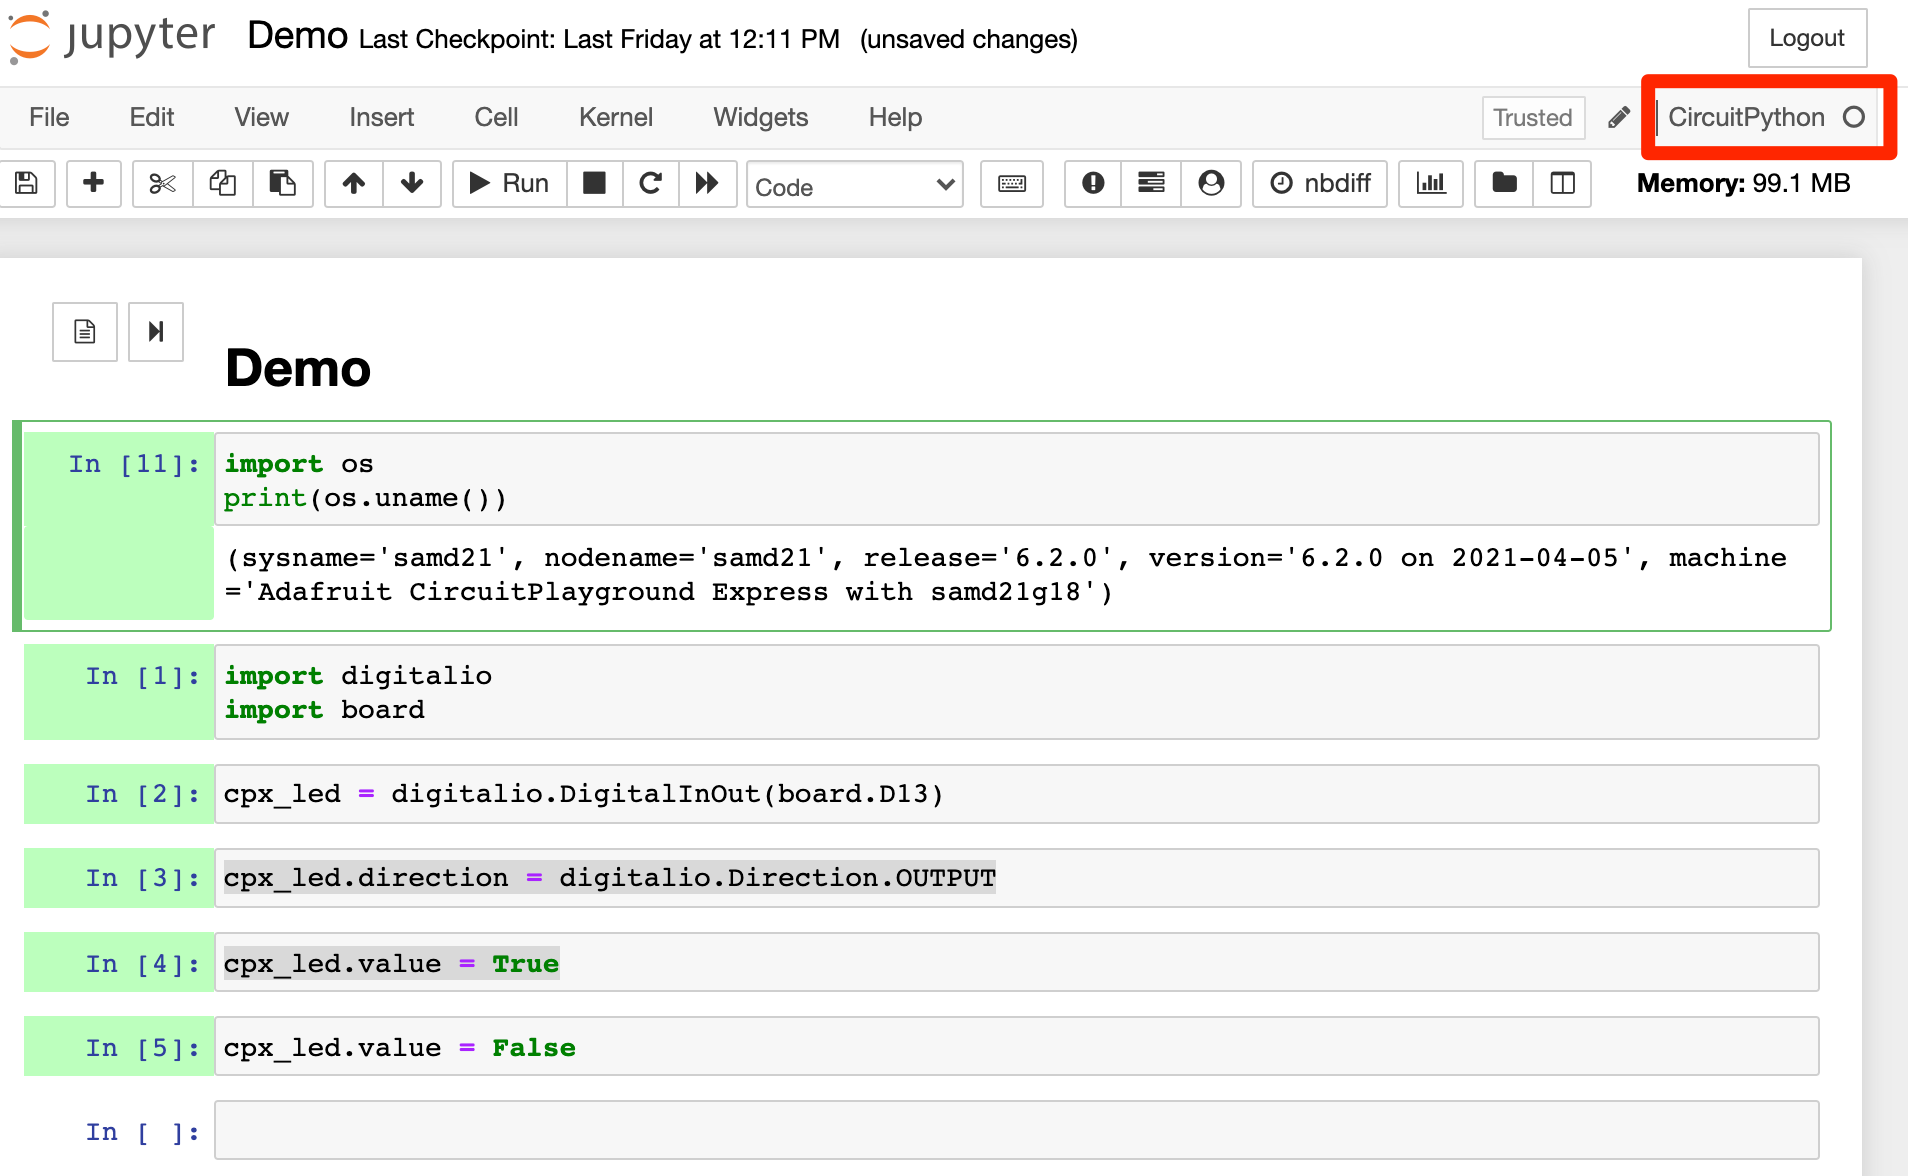 jupyter Demo Last Checkpoint: Last Friday at 12:11 PM (unsaved changes) Logout
File Edit View Insert Cell Kernel Widgets Help Trusted CircuitPython
Run Code nbdiff Memory: 99.1 MB
Demo
In [11]: import os
print(os.uname())
(sysname='samd21', nodename='samd21', release='6.2.0', version='6.2.0 on 2021-04-05', machine
='Adafruit CircuitPlayground Express with samd21g18')
In [1]: import digitalio
import board
In [2]: cpx_led = digitalio.DigitalInOut(board.D13)
In [3]: cpx_led.direction = digitalio.Direction.OUTPUT
In [4]: cpx_led.value = True
In [5]: cpx_led.value = False
In [ ]: